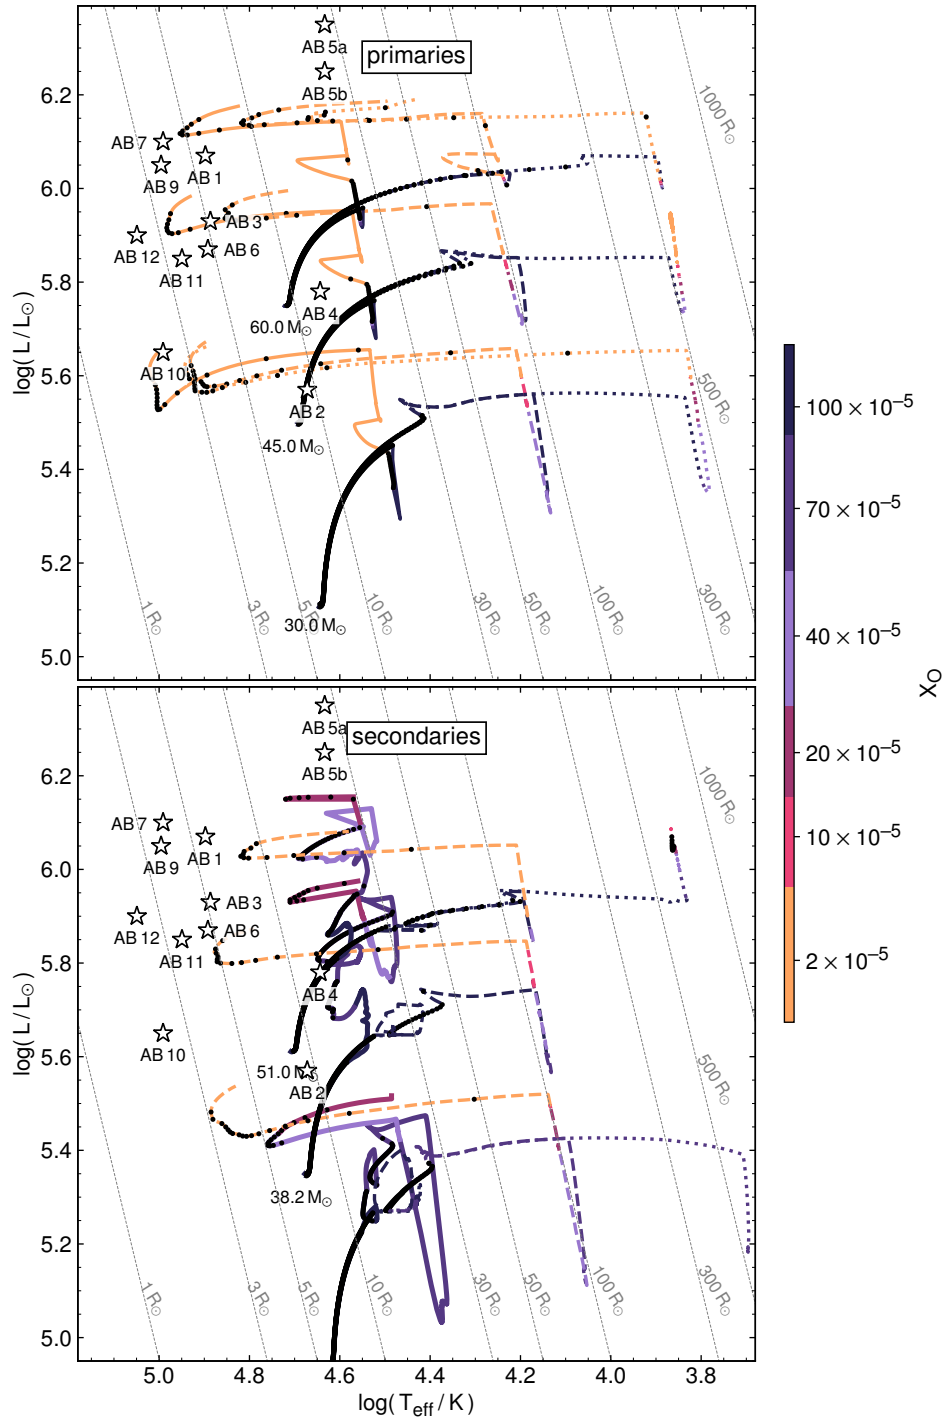 AB 5a
primaries
AB 5b
1000 R☉
6.2
AB 7
AB 1
AB 9
6.0
AB 3
AB 12
AB 6
AB 11
5.8
AB 4
60.0 M☉
log( L / L☉ )
AB 10
5.6
AB 2
500 R☉
45.0 M☉
5.4
5.2
1 R☉
3 R☉
5 R☉
10 R☉
30 R☉
50 R☉
100 R☉
300 R☉
30.0 M☉
5.0
AB 5a
secondaries
AB 5b
1000 R☉
6.2
AB 7
AB 1
AB 9
6.0
AB 3
AB 12
AB 6
AB 11
5.8
AB 4
log( L / L☉ )
AB 10
5.6
51.0 M☉
AB 2
500 R☉
5.4
38.2 M☉
5.2
1 R☉
3 R☉
5 R☉
10 R☉
30 R☉
50 R☉
100 R☉
300 R☉
5.0
5.0 4.8 4.6 4.4 4.2 4.0 3.8
log( T_eff / K )
100 × 10⁻⁵
70 × 10⁻⁵
40 × 10⁻⁵
20 × 10⁻⁵
10 × 10⁻⁵
2 × 10⁻⁵
X_O